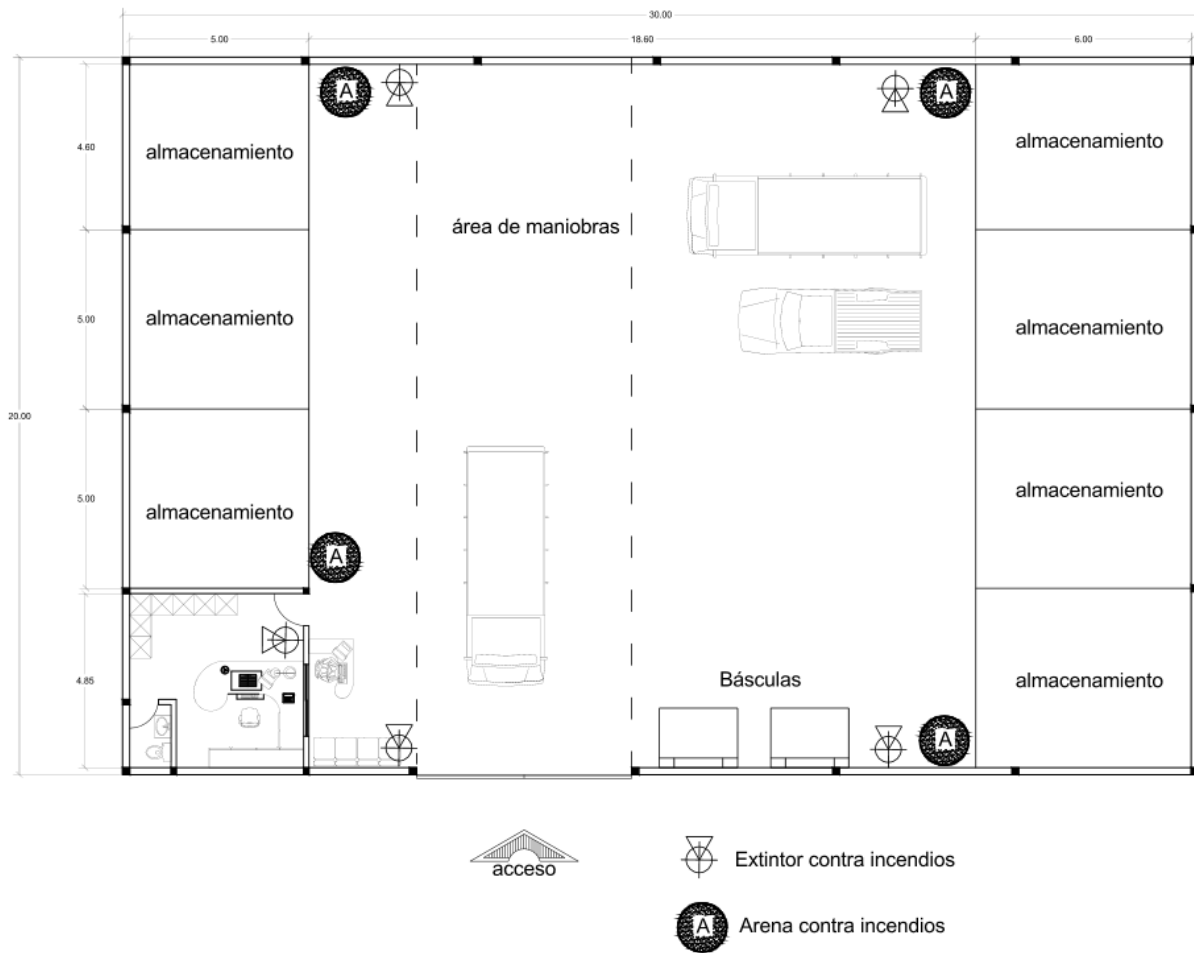 30.00
5.00
18.60
6.00
A
A
4.60
almacenamiento
almacenamiento
área de maniobras
5.00
almacenamiento
almacenamiento
20.00
5.00
almacenamiento
almacenamiento
A
4.85
Básculas
almacenamiento
A
acceso
Extintor contra incendios
A
Arena contra incendios